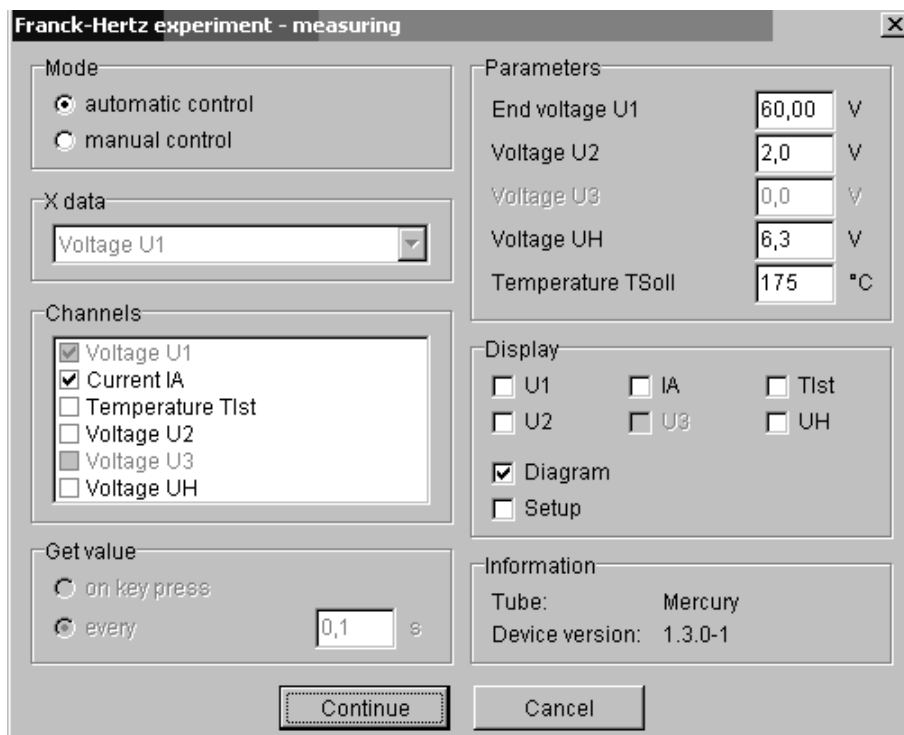 Franck-Hertz experiment - measuring
Mode
automatic control
manual control
X data
Voltage U1
Channels
Voltage U1
Current IA
Temperature TIst
Voltage U2
Voltage U3
Voltage UH
Get value
on key press
every 0,1 s
Parameters
End voltage U1 60,00 V
Voltage U2 2,0 V
Voltage U3 0,0 V
Voltage UH 6,3 V
Temperature TSoll 175 °C
Display
U1 IA TIst
U2 U3 UH
Diagram
Setup
Information
Tube: Mercury
Device version: 1.3.0-1
Continue Cancel